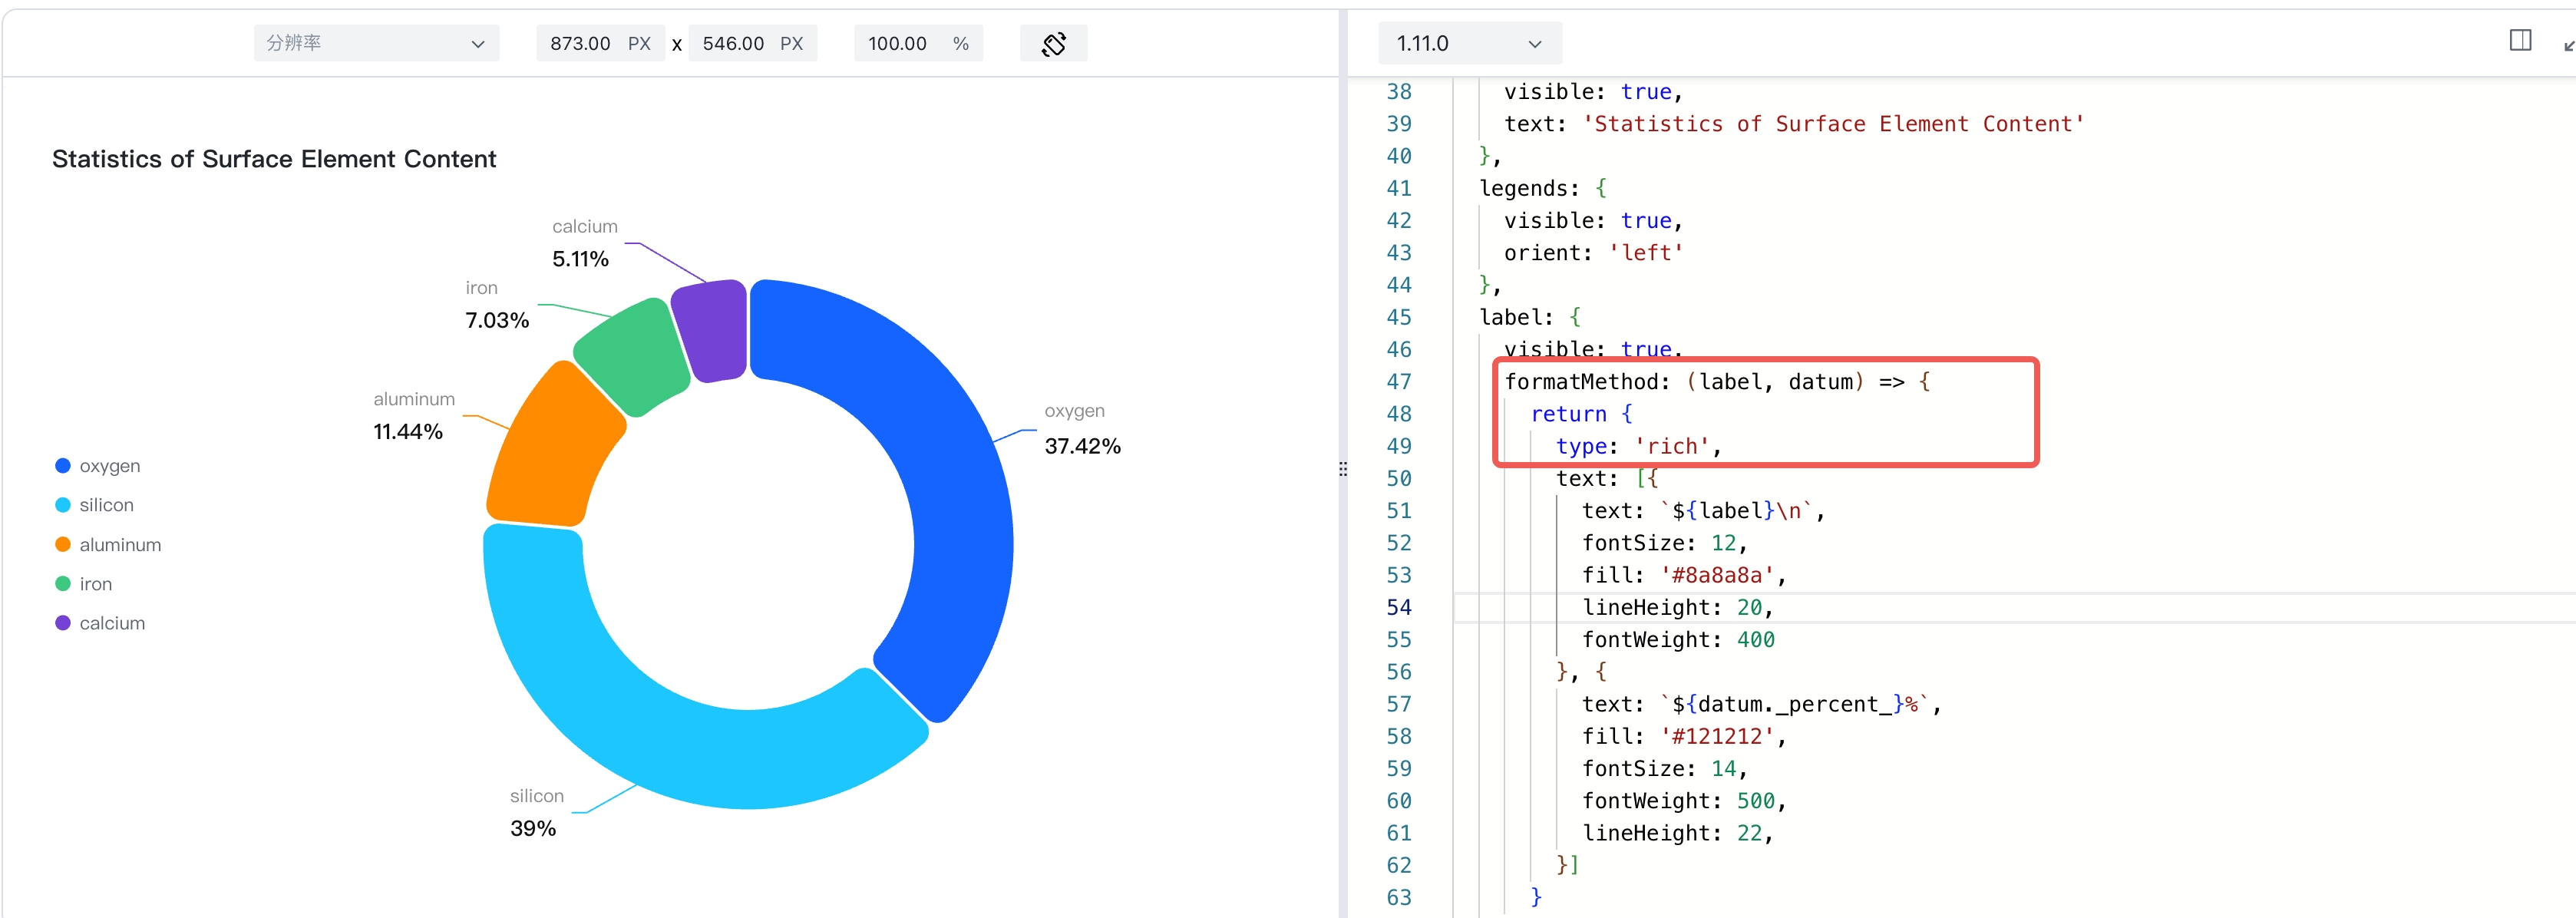 分辨率
873.00 PX x 546.00 PX
100.00 %
1.11.0
Statistics of Surface Element Content
calcium
5.11%
iron
7.03%
aluminum
11.44%
oxygen
37.42%
silicon
39%
oxygen
silicon
aluminum
iron
calcium
38 visible: true,
39 text: 'Statistics of Surface Element Content'
40 },
41 legends: {
42 visible: true,
43 orient: 'left'
44 },
45 label: {
46 visible: true,
47 formatMethod: (label, datum) => {
48 return {
49 type: 'rich',
50 text: [{
51 text: `${label}\n`,
52 fontSize: 12,
53 fill: '#8a8a8a',
54 lineHeight: 20,
55 fontWeight: 400
56 }, {
57 text: `${datum._percent_}%`,
58 fill: '#121212',
59 fontSize: 14,
60 fontWeight: 500,
61 lineHeight: 22,
62 }]
63 }